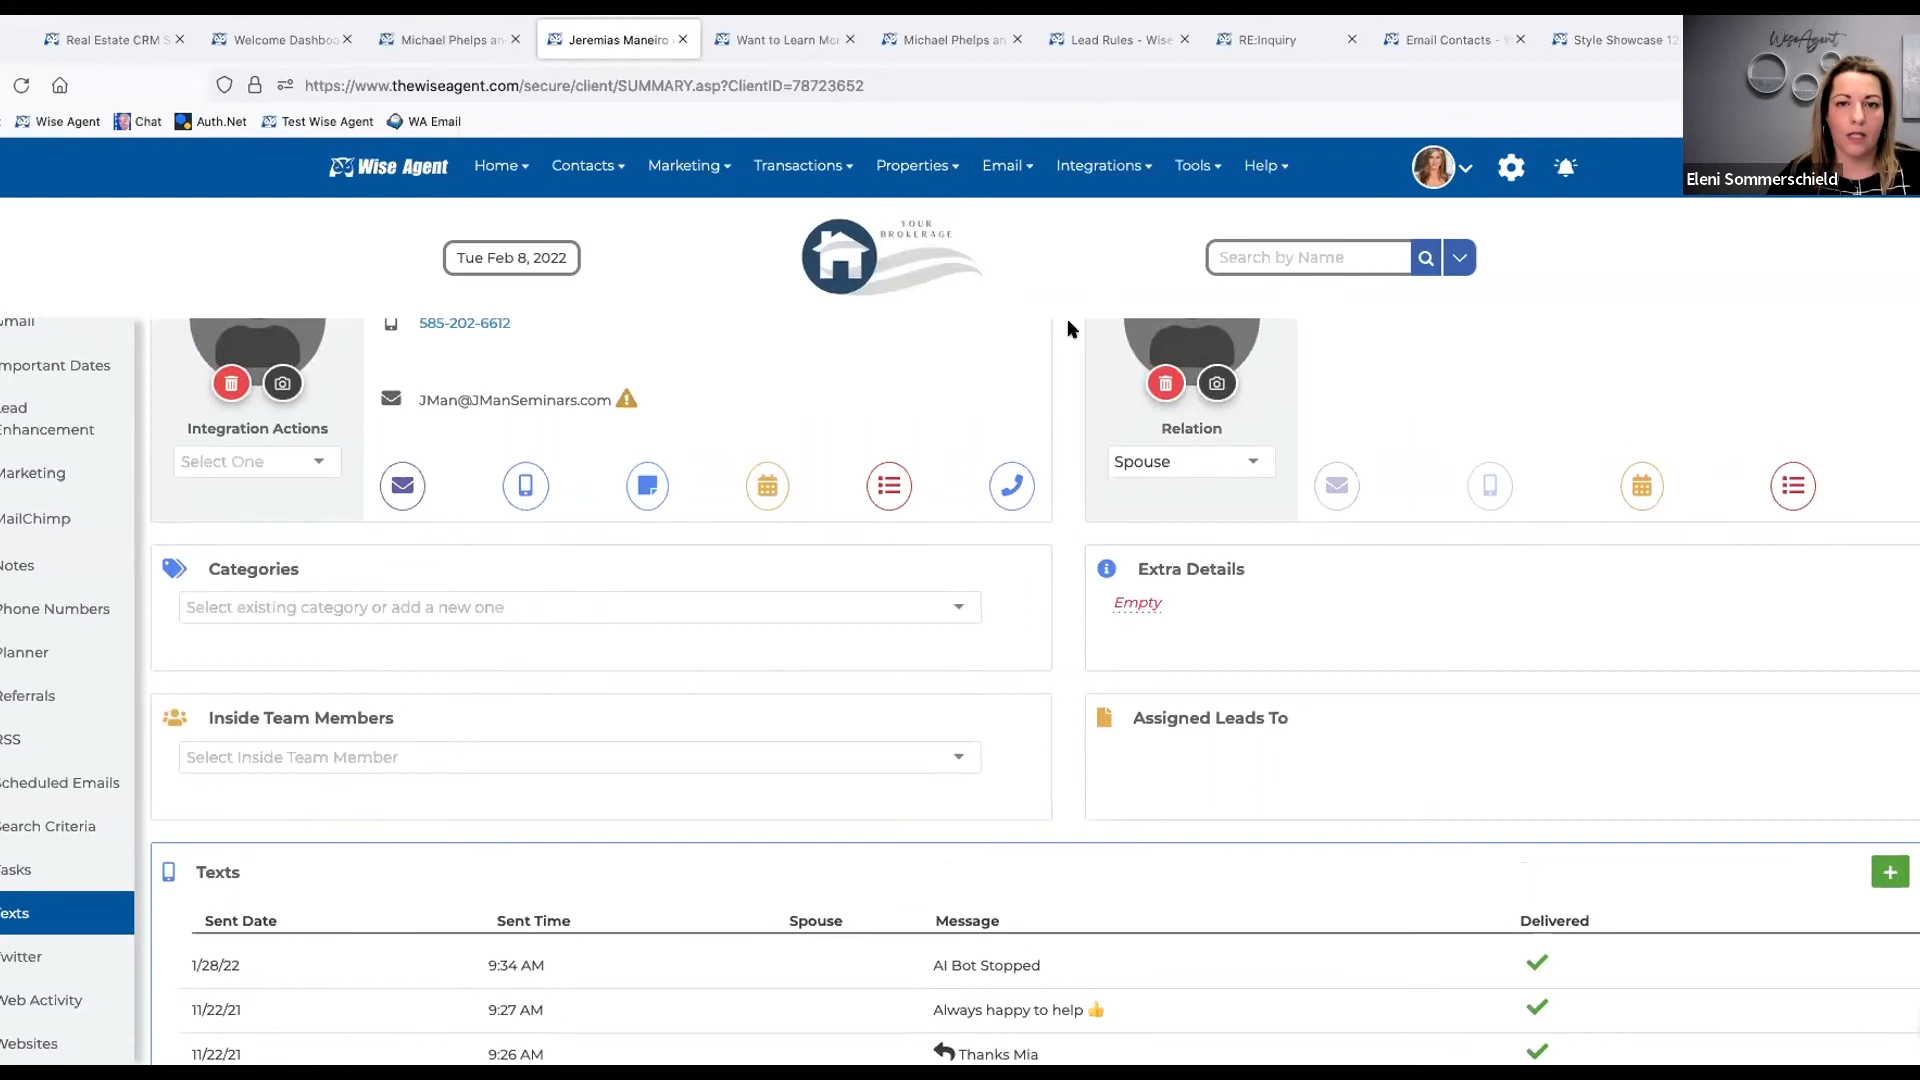 Real Estate CRM S
Welcome Dashboa
Michael Phelps an
Jeremias Maneiro
Want to Learn Mor
Michael Phelps an
Lead Rules - Wise
RE:Inquiry
Email Contacts -
Style Showcase 12
WiseAgent
https://www.thewiseagent.com/secure/client/SUMMARY.asp?ClientID=78723652
Wise Agent
Chat
Auth.Net
Test Wise Agent
WA Email
Wise Agent
Home
Contacts
Marketing
Transactions
Properties
Email
Integrations
Tools
Help
Eleni Sommerschield
Tue Feb 8, 2022
YOUR
BROKERAGE
Search by Name
mail
mportant Dates
ead
Enhancement
Marketing
MailChimp
Notes
Phone Numbers
Planner
Referrals
RSS
cheduled Emails
earch Criteria
asks
exts
witter
Web Activity
Websites
585-202-6612
JMan@JManSeminars.com
Integration Actions
Select One
Relation
Spouse
Categories
Select existing category or add a new one
Extra Details
Empty
Inside Team Members
Select Inside Team Member
Assigned Leads To
Texts
Sent Date Sent Time Spouse Message Delivered
1/28/22 9:34 AM AI Bot Stopped
11/22/21 9:27 AM Always happy to help 👍
11/22/21 9:26 AM Thanks Mia